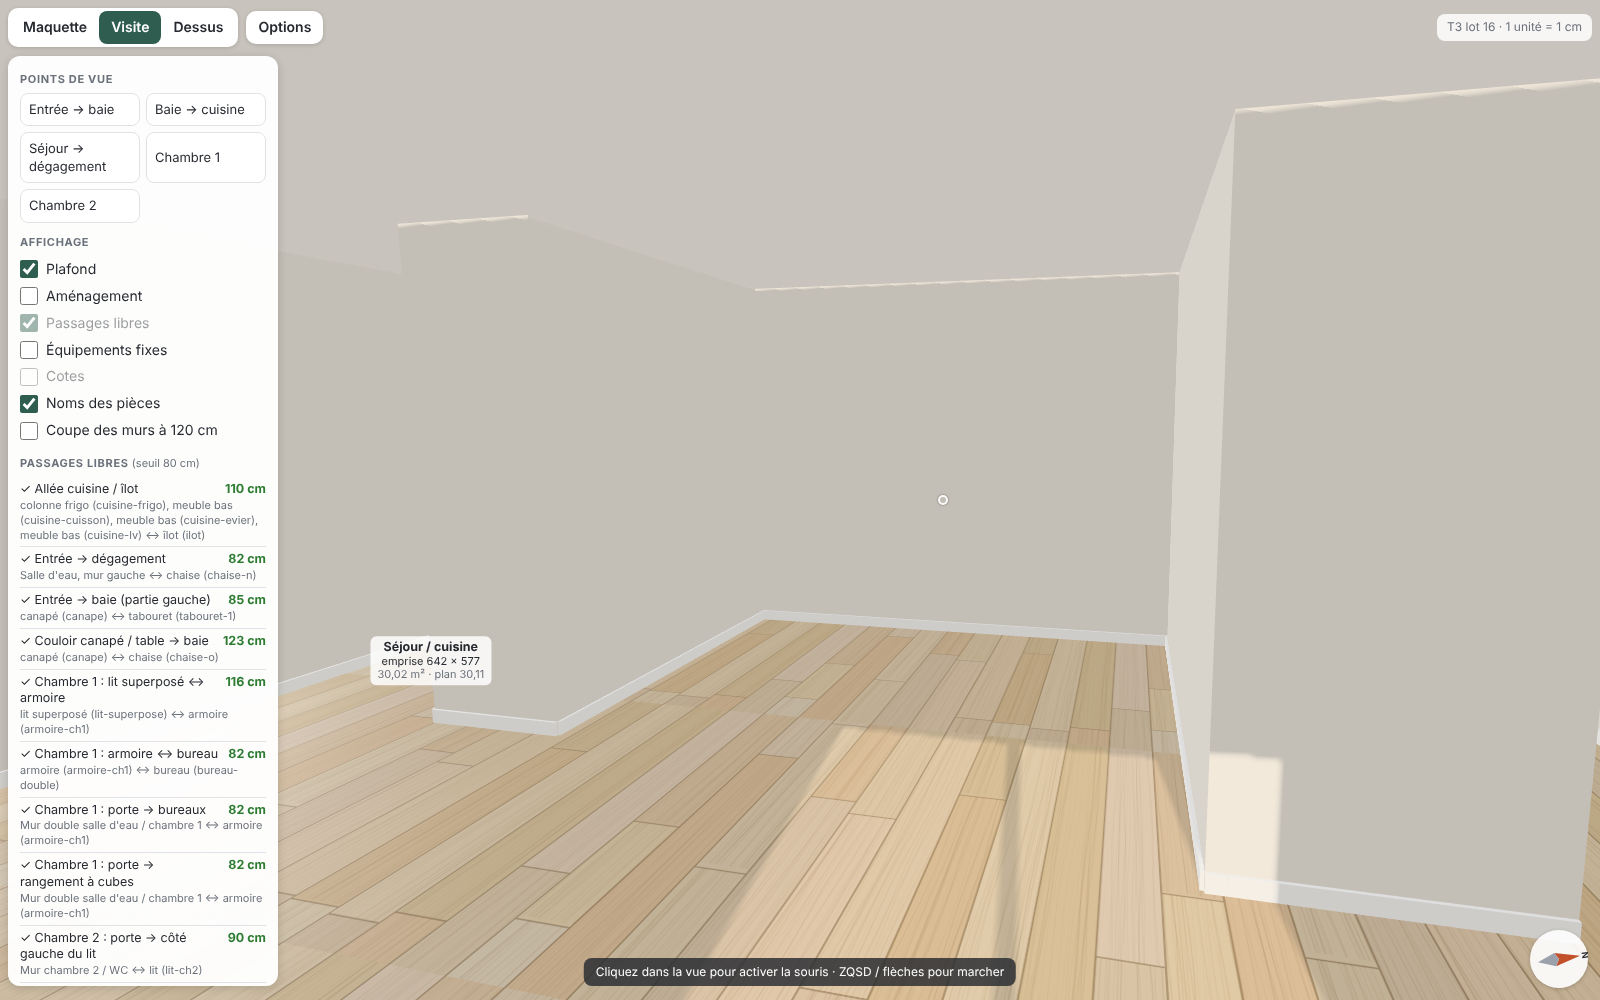 Maquette
Visite
Dessus
Options
T3 lot 16 · 1 unité = 1 cm
POINTS DE VUE
Entrée → baie
Baie → cuisine
Séjour →
dégagement
Chambre 1
Chambre 2
AFFICHAGE
Plafond
Aménagement
Passages libres
Équipements fixes
Cotes
Noms des pièces
Coupe des murs à 120 cm
PASSAGES LIBRES (seuil 80 cm)
✓ Allée cuisine / îlot 110 cm
colonne frigo (cuisine-frigo), meuble bas
(cuisine-cuisson), meuble bas (cuisine-evier),
meuble bas (cuisine-lv) ↔ îlot (ilot)
✓ Entrée → dégagement 82 cm
Salle d'eau, mur gauche ↔ chaise (chaise-n)
✓ Entrée → baie (partie gauche) 85 cm
canapé (canape) ↔ tabouret (tabouret-1)
✓ Couloir canapé / table → baie 123 cm
canapé (canape) ↔ chaise (chaise-o)
✓ Chambre 1 : lit superposé ↔ 116 cm
armoire
lit superposé (lit-superpose) ↔ armoire
(armoire-ch1)
✓ Chambre 1 : armoire ↔ bureau 82 cm
armoire (armoire-ch1) ↔ bureau (bureau-
double)
✓ Chambre 1 : porte → bureaux 82 cm
Mur double salle d'eau / chambre 1 ↔ armoire
(armoire-ch1)
✓ Chambre 1 : porte → 82 cm
rangement à cubes
Mur double salle d'eau / chambre 1 ↔ armoire
(armoire-ch1)
✓ Chambre 2 : porte → côté 90 cm
gauche du lit
Mur chambre 2 / WC ↔ lit (lit-ch2)
Séjour / cuisine
emprise 642 × 577
30,02 m² · plan 30,11
Cliquez dans la vue pour activer la souris · ZQSD / flèches pour marcher
N